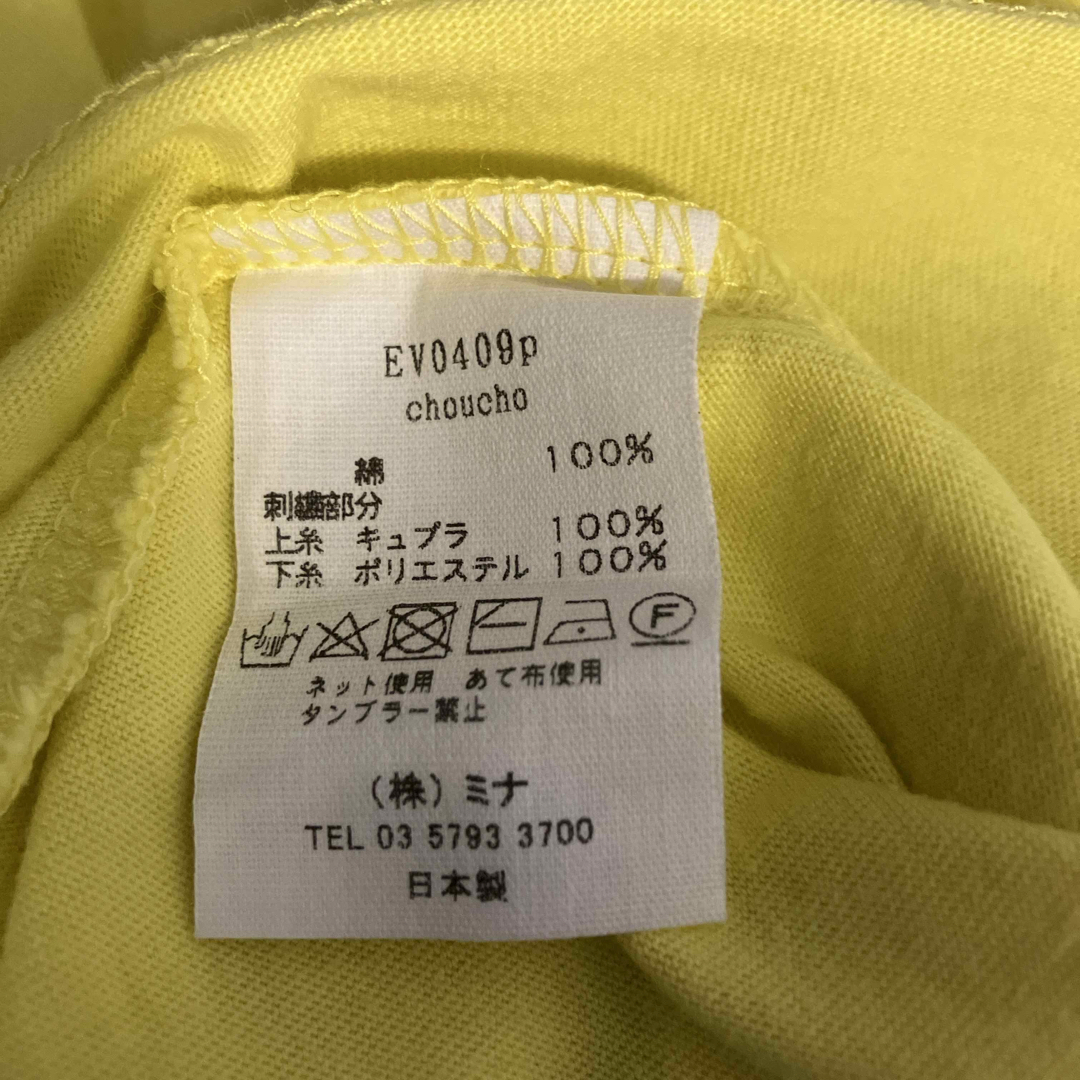 EV0409p
choucho
綿 100%
刺繍部分
上糸 キュプラ 100%
下糸 ポリエステル 100%
F
ネット使用 あて布使用
タンブラー禁止
(株)ミナ
TEL 03 5793 3700
日本製